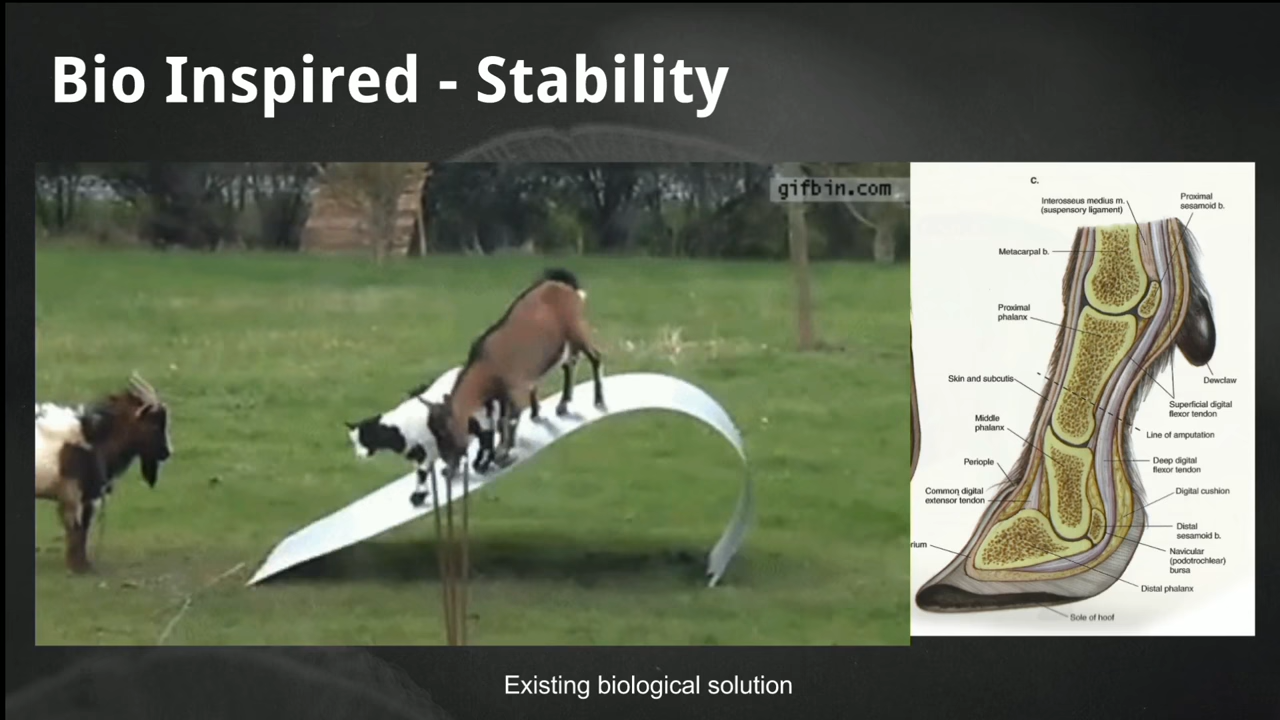 Bio Inspired - Stability
gifbin.com
c.
Interosseus medius m.
(suspensory ligament)
Proximal
sesamoid b.
Metacarpal b.
Proximal
phalanx
Skin and subcutis
Dewclaw
Superficial digital
flexor tendon
Middle
phalanx
Line of amputation
Periople
Deep digital
flexor tendon
Common digital
extensor tendon
Digital cushion
Distal
sesamoid b.
rium
Navicular
(podotrochlear)
bursa
Distal phalanx
Sole of hoof
Existing biological solution